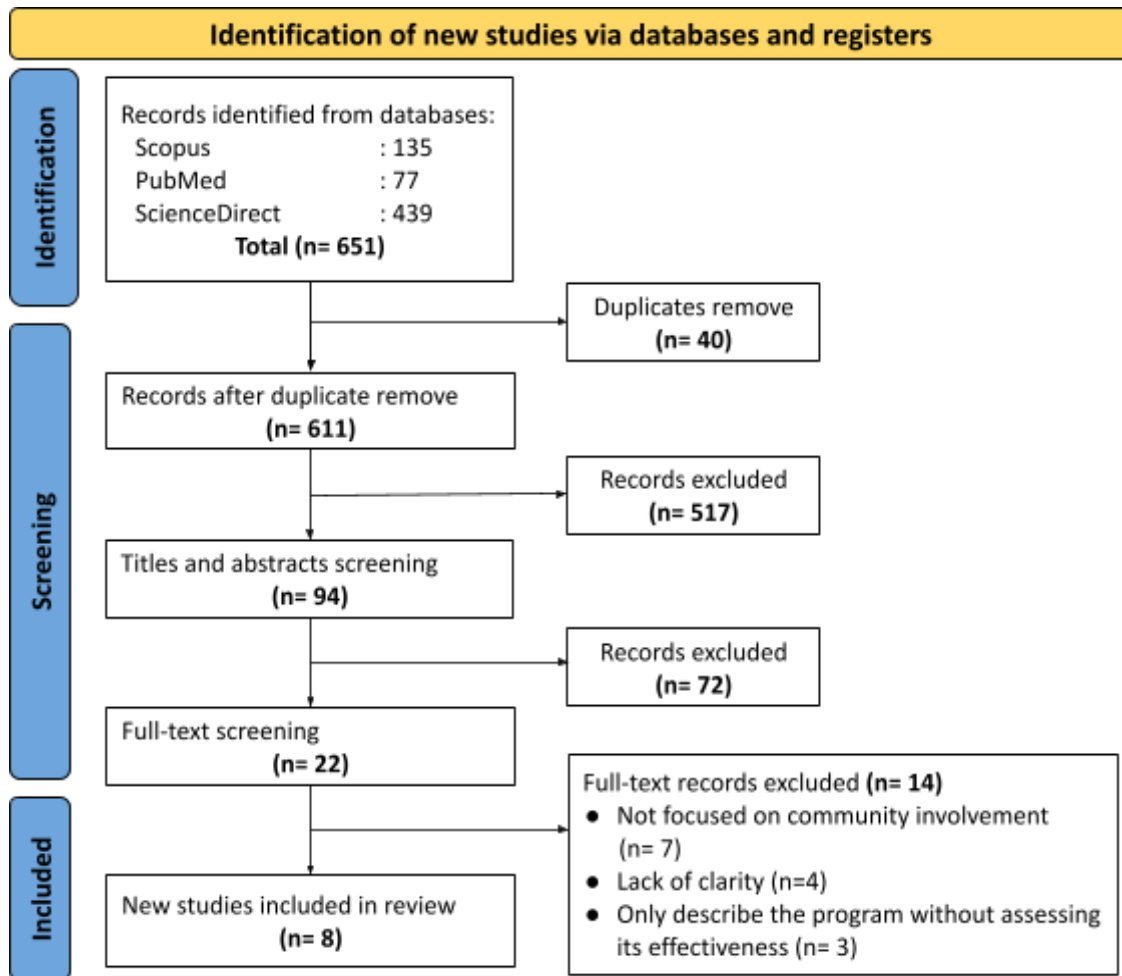 Identification of new studies via databases and registers
Identification
Records identified from databases:
Scopus : 135
PubMed : 77
ScienceDirect : 439
Total (n= 651)
Duplicates remove
(n= 40)
Screening
Records after duplicate remove
(n= 611)
Records excluded
(n= 517)
Titles and abstracts screening
(n= 94)
Records excluded
(n= 72)
Full-text screening
(n= 22)
Full-text records excluded (n= 14)
● Not focused on community involvement
(n= 7)
● Lack of clarity (n=4)
● Only describe the program without assessing
its effectiveness (n= 3)
Included
New studies included in review
(n= 8)